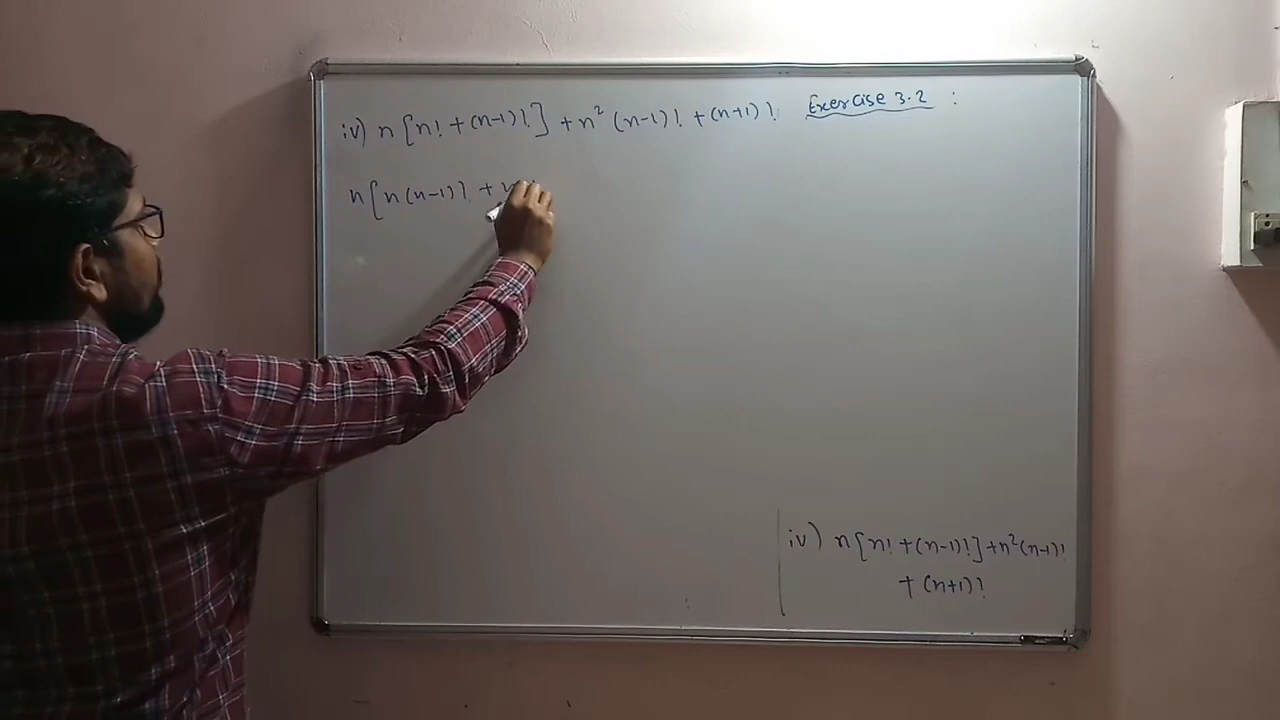 iv) n [n! + (n-1)!] + n² (n-1)! + (n+1)! Exercise 3.2 :
n [n(n-1)! +
iv) n [n! + (n-1)!] + n²(n-1)!
+ (n+1)!